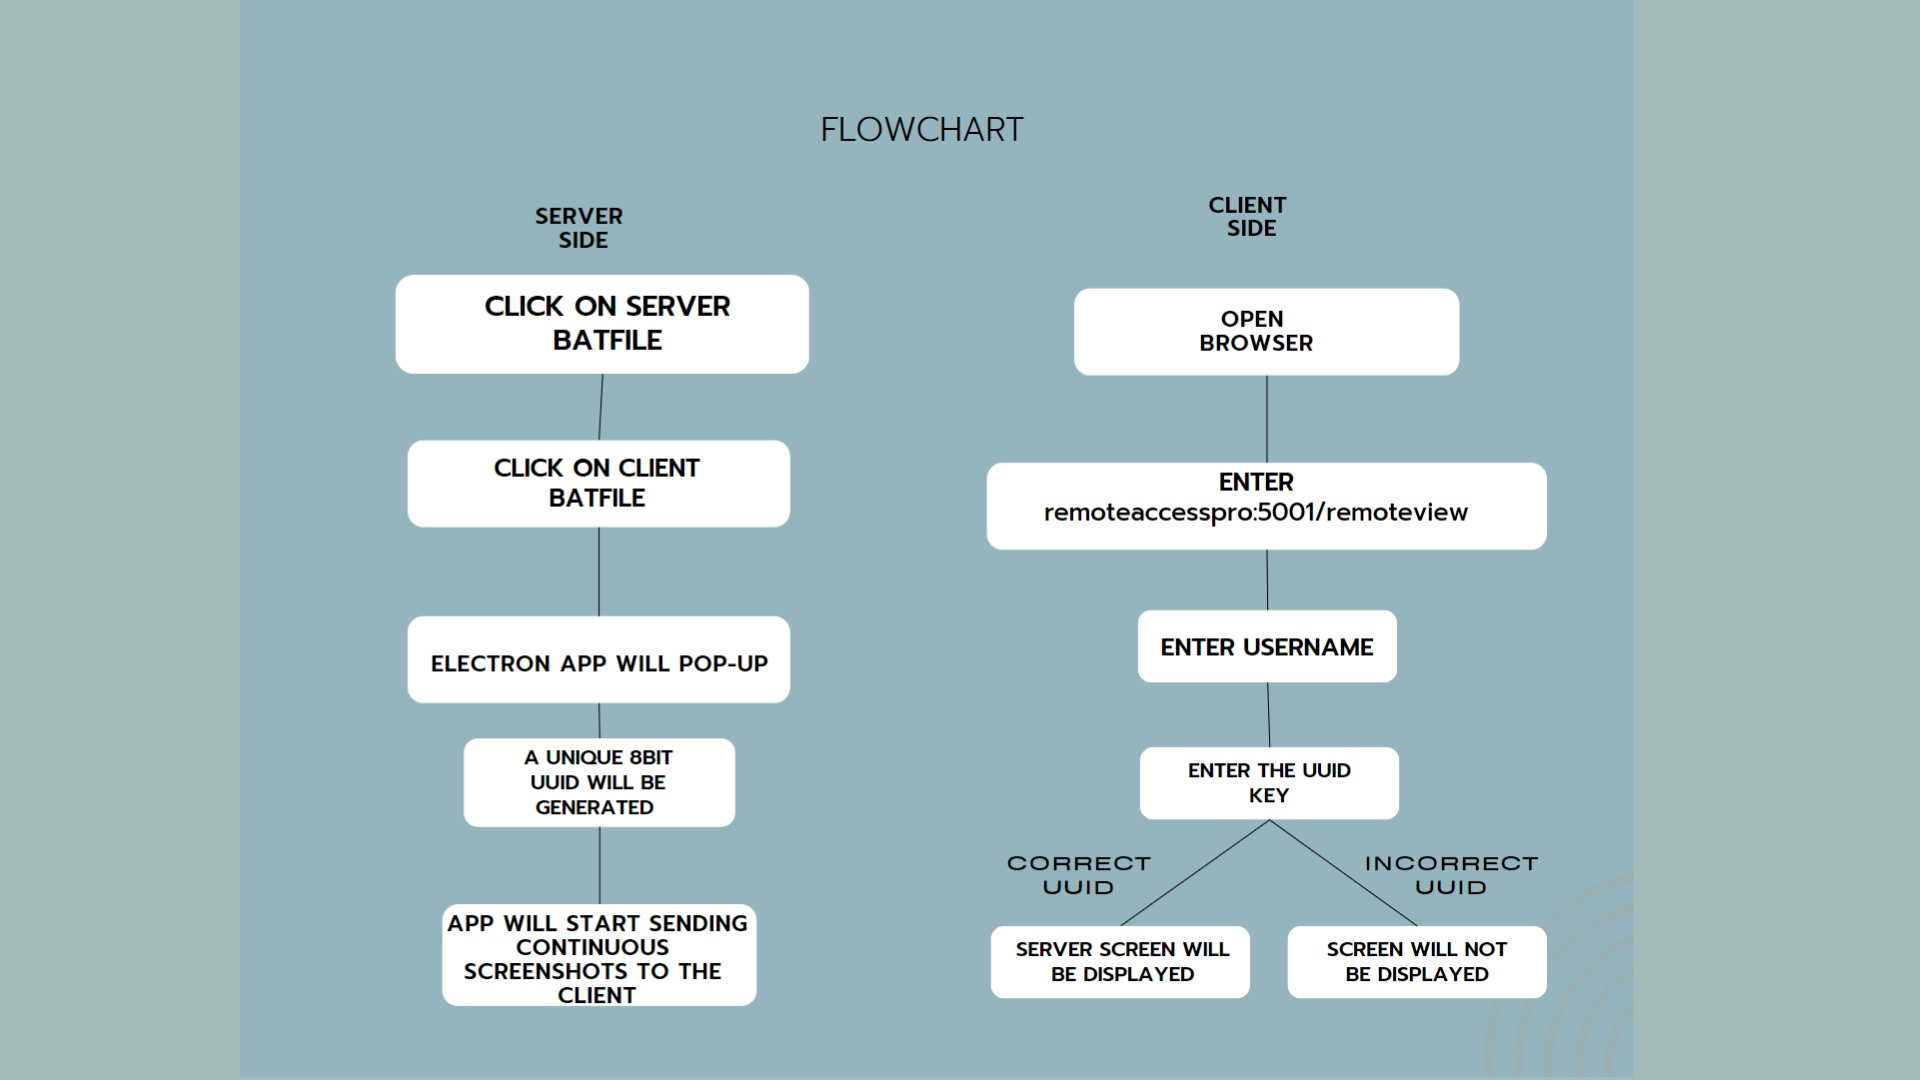 FLOWCHART
SERVER
SIDE
CLICK ON SERVER
BATFILE
CLICK ON CLIENT
BATFILE
ELECTRON APP WILL POP-UP
A UNIQUE 8BIT
UUID WILL BE
GENERATED
APP WILL START SENDING
CONTINUOUS
SCREENSHOTS TO THE
CLIENT
CLIENT
SIDE
OPEN
BROWSER
ENTER
remoteaccesspro:5001/remoteview
ENTER USERNAME
ENTER THE UUID
KEY
CORRECT
UUID
INCORRECT
UUID
SERVER SCREEN WILL
BE DISPLAYED
SCREEN WILL NOT
BE DISPLAYED